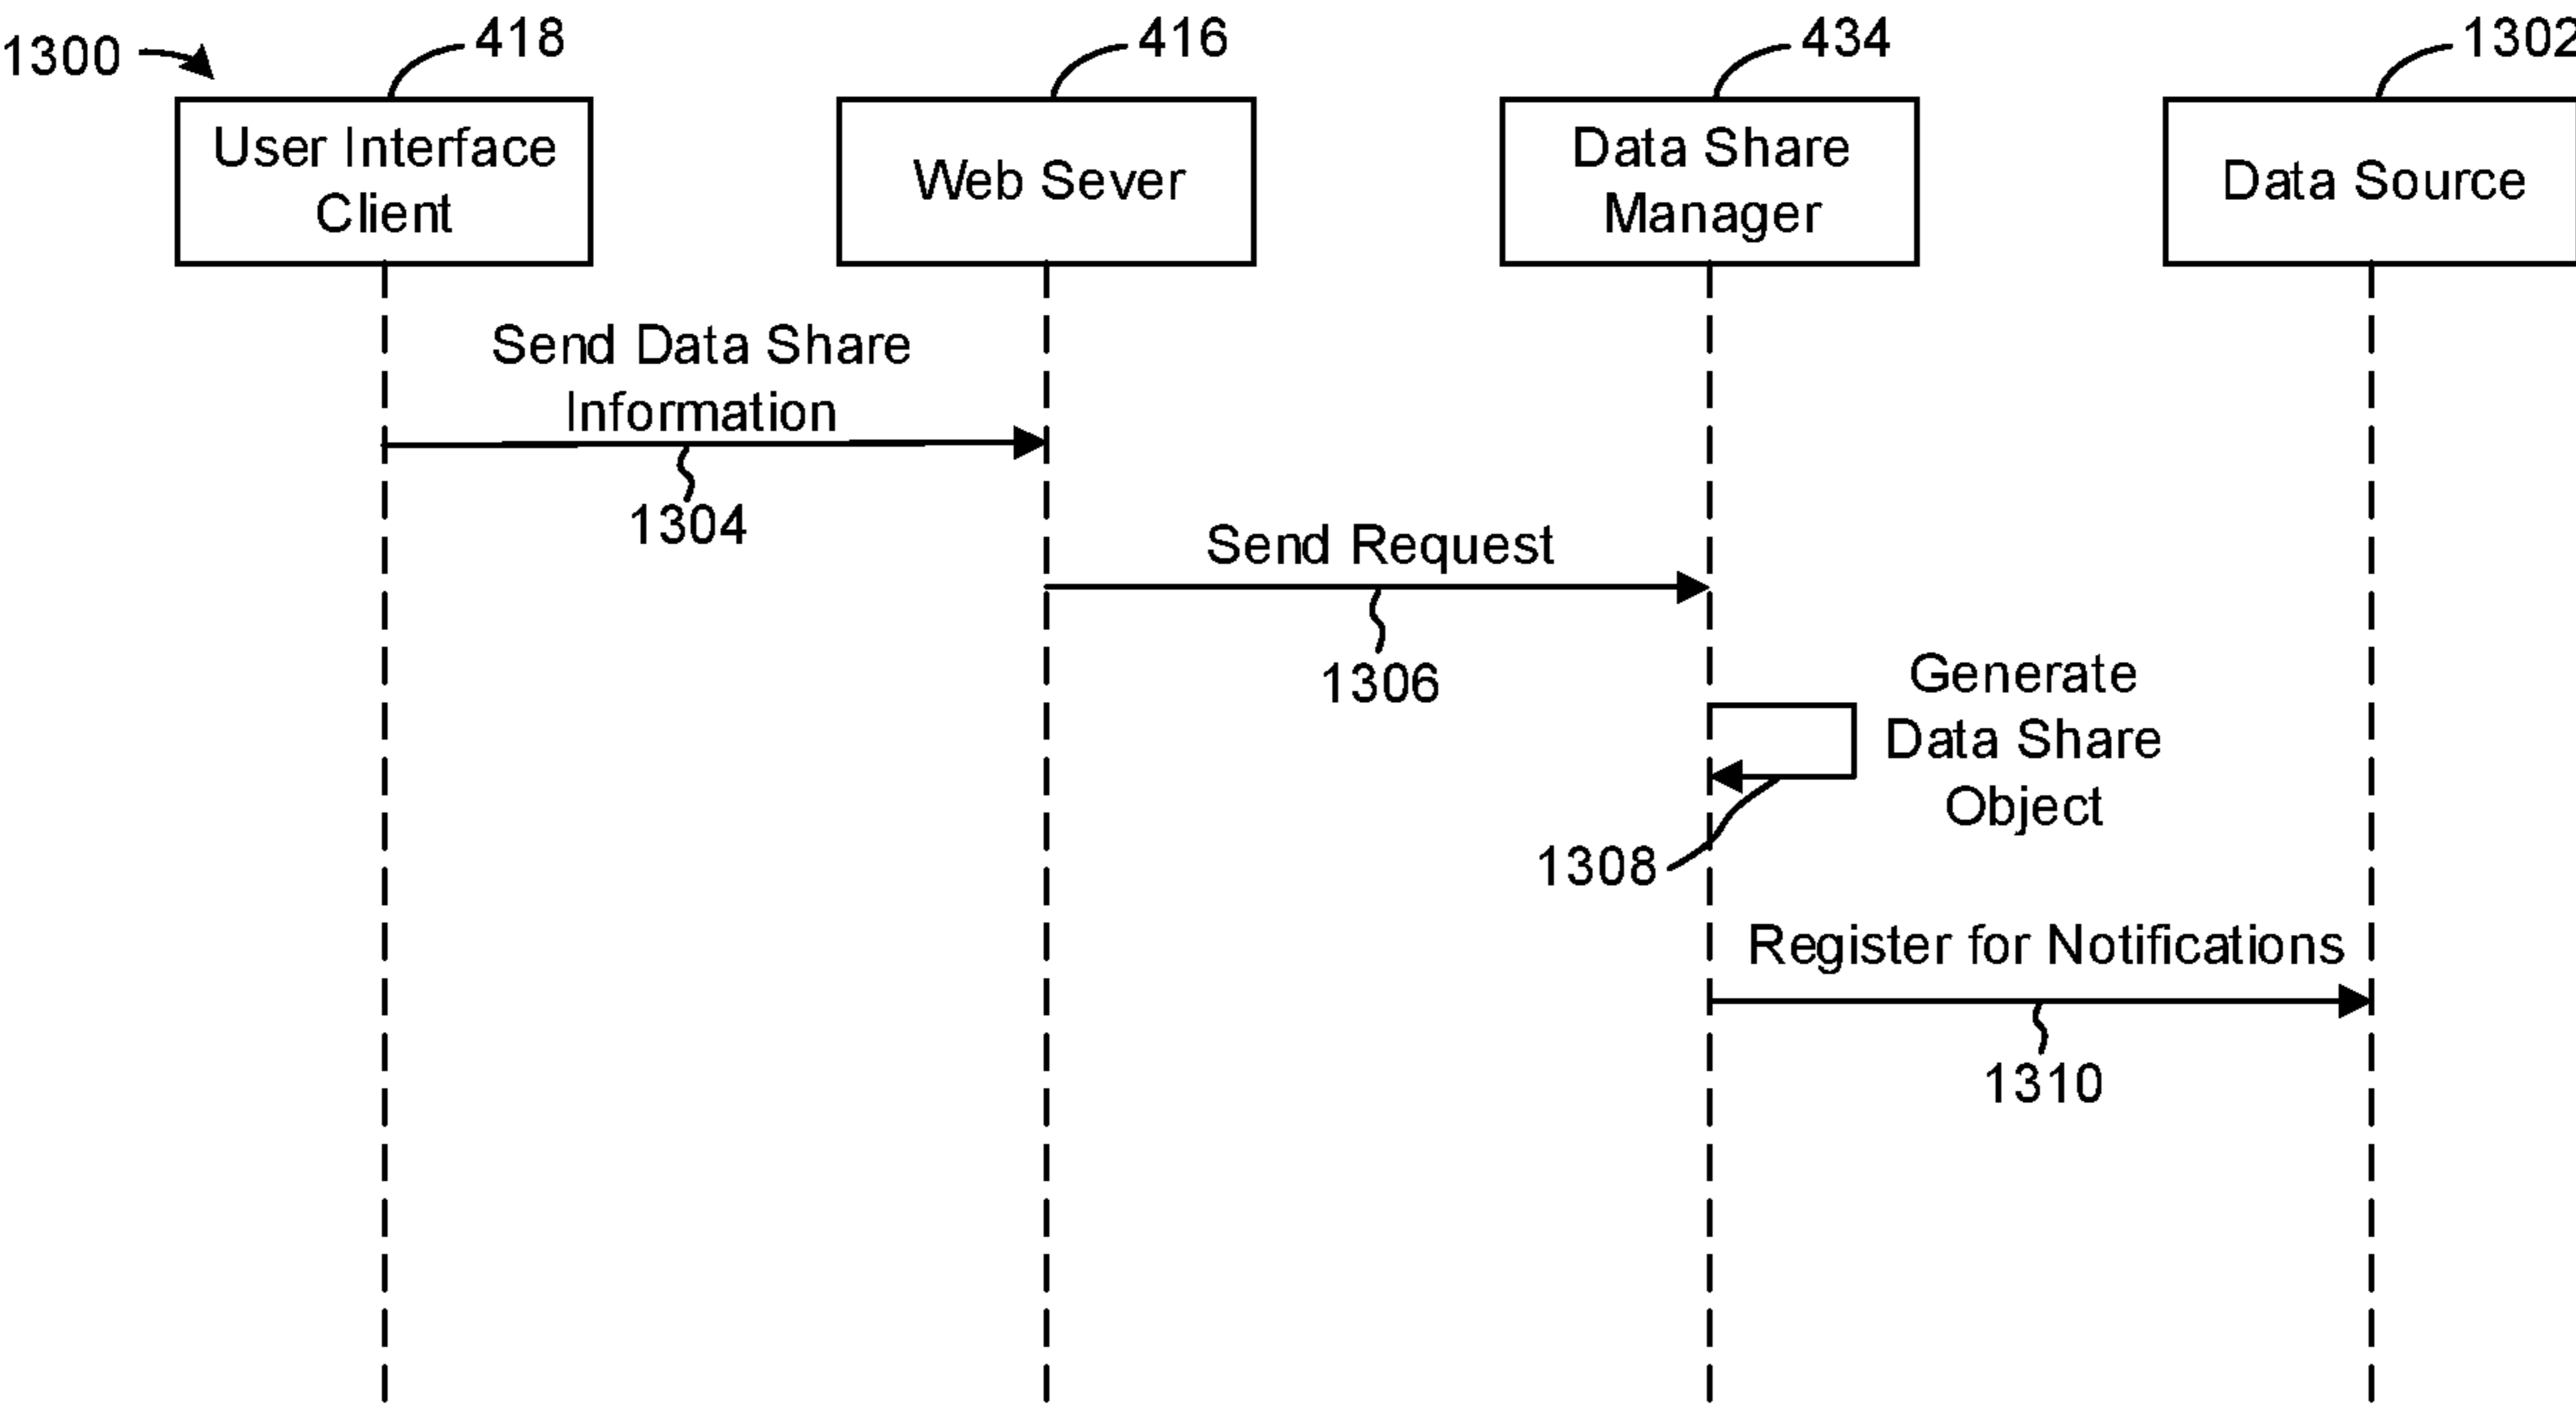 1300
418
416
434
1302
User Interface
Client
Web Sever
Data Share
Manager
Data Source
Send Data Share
Information
1304
Send Request
1306
Generate
Data Share
Object
1308
Register for Notifications
1310